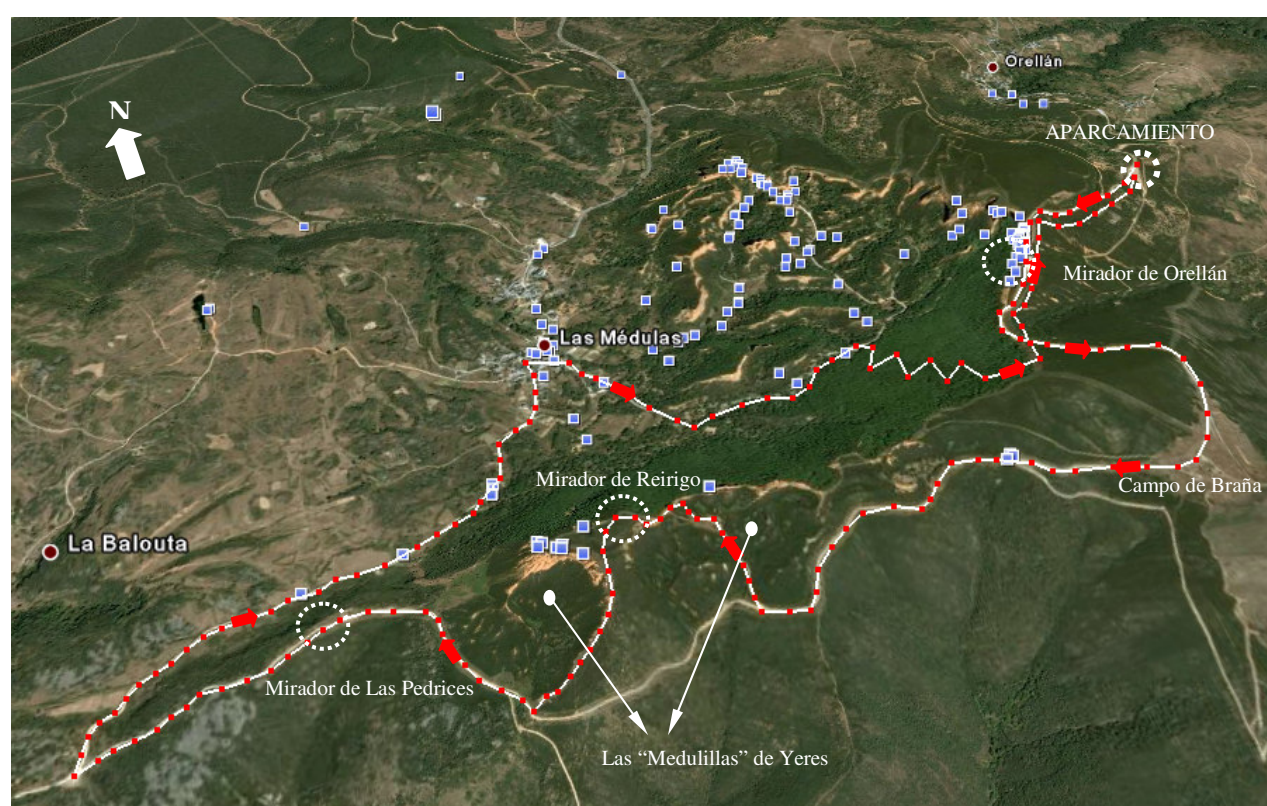 Orellán
N
APARCAMIENTO
Mirador de Orellán
Las Médulas
Mirador de Reirigo
Campo de Braña
La Balouta
Mirador de Las Pedrices
Las “Medulillas” de Yeres